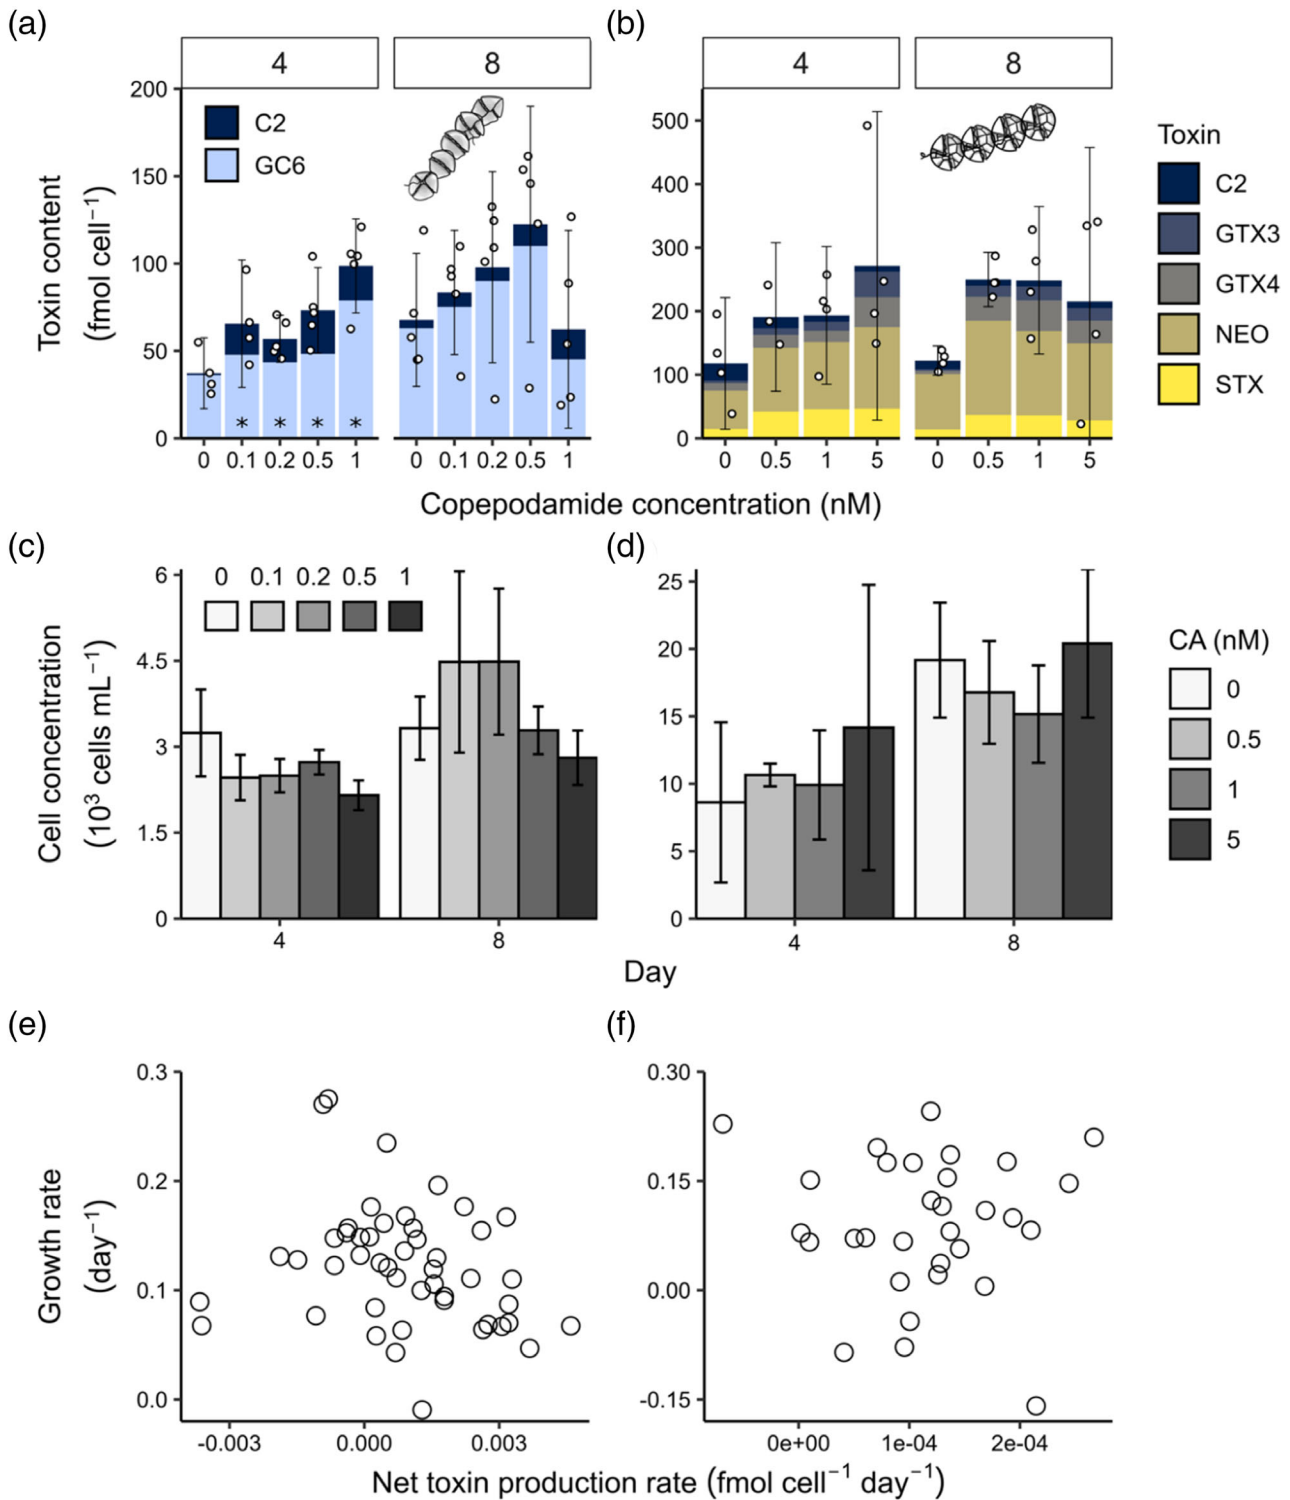 (a)
(b)
4
8
4
8
200
150
100
50
0
C2
GC6
Toxin content
(fmol cell⁻¹)
* * * *
0 0.1 0.2 0.5 1
0 0.1 0.2 0.5 1
500
400
300
200
100
0
0 0.5 1 5
0 0.5 1 5
Toxin
C2
GTX3
GTX4
NEO
STX
Copepodamide concentration (nM)
(c)
(d)
0 0.1 0.2 0.5 1
6
4.5
3
1.5
0
Cell concentration
(10³ cells mL⁻¹)
4 8
25
20
15
10
5
0
4 8
CA (nM)
0
0.5
1
5
Day
(e)
(f)
0.3
0.2
0.1
0.0
Growth rate
(day⁻¹)
-0.003 0.000 0.003
0.30
0.15
0.00
-0.15
0e+00 1e-04 2e-04
Net toxin production rate (fmol cell⁻¹ day⁻¹)